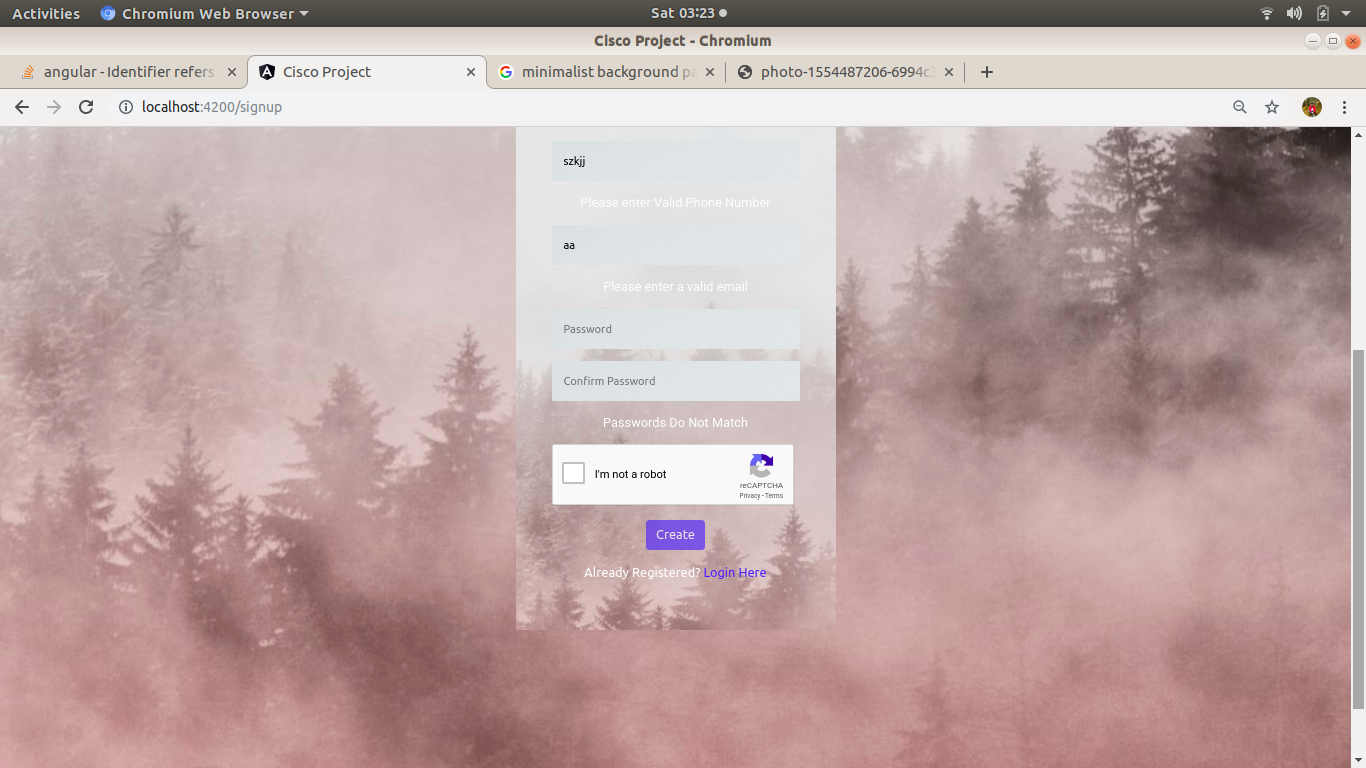 Activities Chromium Web Browser Sat 03:23
Cisco Project - Chromium
angular - Identifier refers Cisco Project minimalist background pa photo-1554487206-6994c3
localhost:4200/signup
szkjj
Please enter Valid Phone Number
aa
Please enter a valid email
Password
Confirm Password
Passwords Do Not Match
I'm not a robot
reCAPTCHA
Privacy - Terms
Create
Already Registered? Login Here